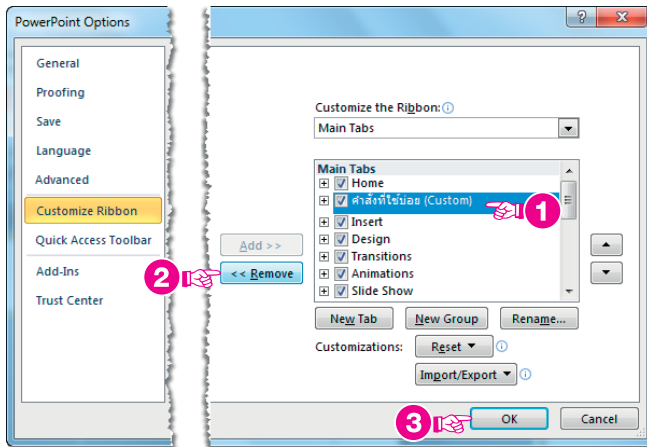 PowerPoint Options
General
Proofing
Save
Language
Advanced
Customize Ribbon
Quick Access Toolbar
Add-Ins
Trust Center
Customize the Ribbon:
Main Tabs
Main Tabs
Home
คำสั่งที่ใช้บ่อย (Custom)
1
Insert
Design
Transitions
Animations
Slide Show
Add >>
2
<< Remove
New Tab New Group Rename...
Customizations: Reset
Import/Export
3
OK Cancel